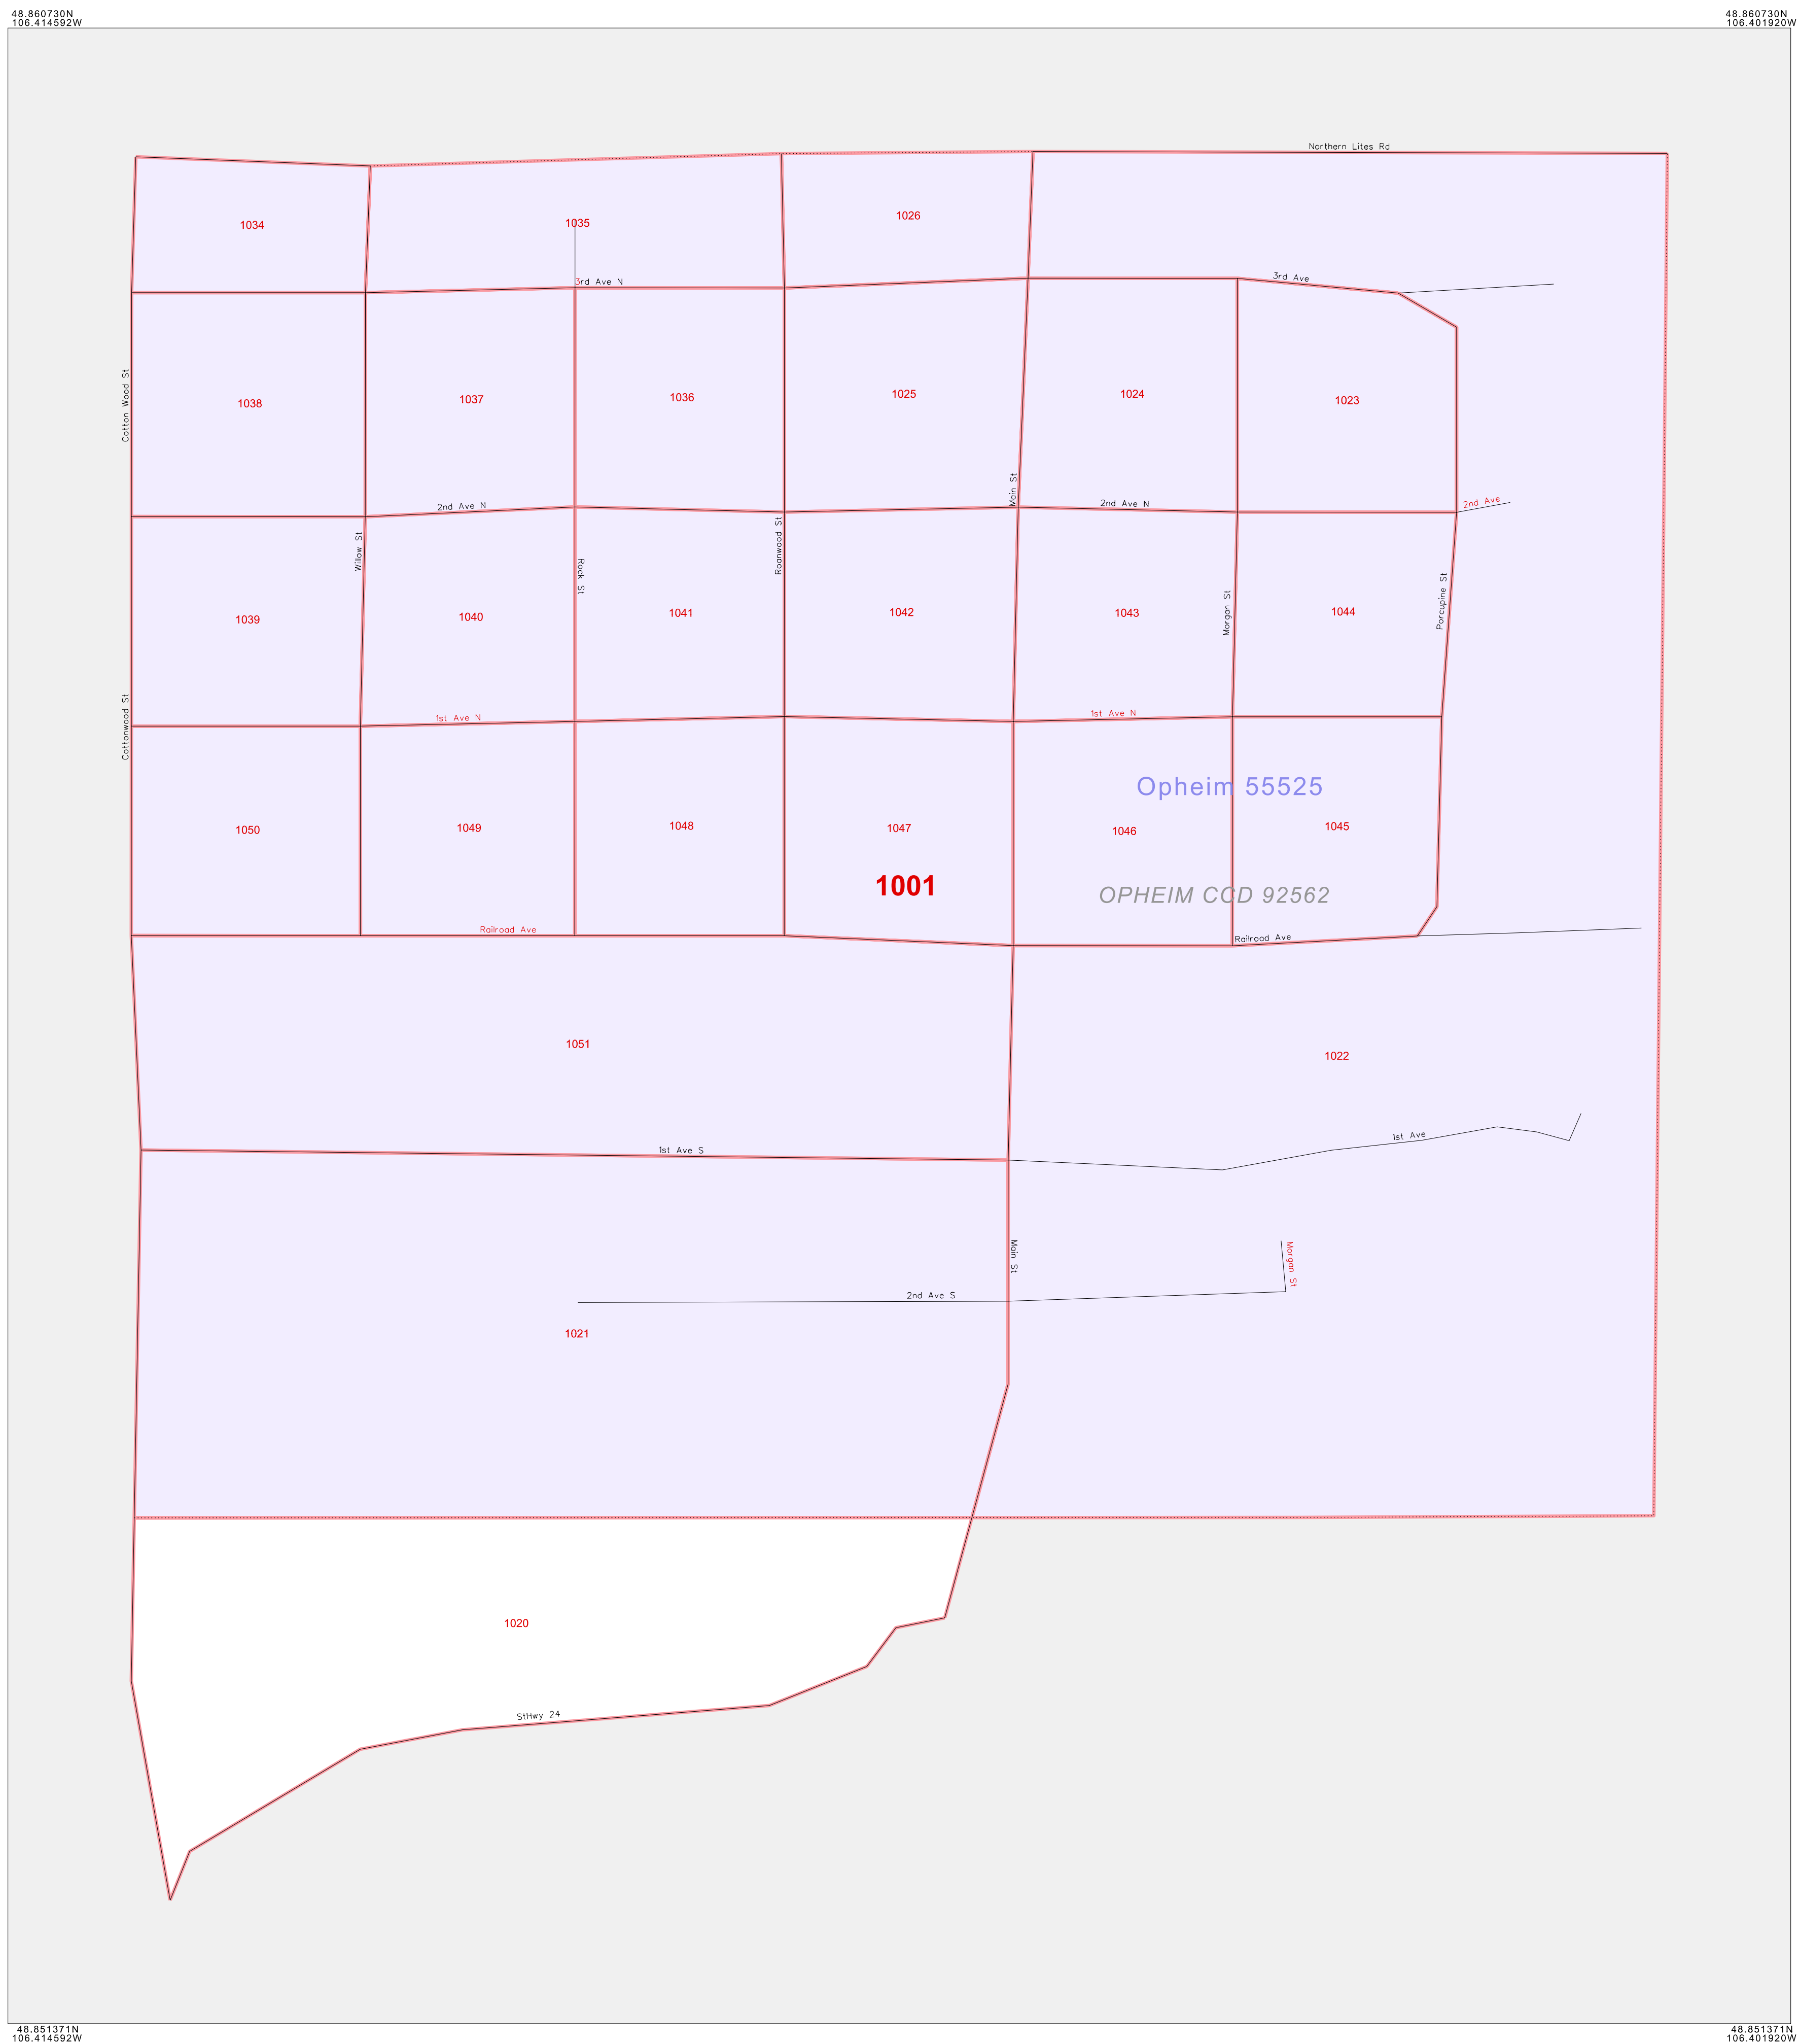 48.860730N
106.414592W
48.860730N
106.401920W
Northern Lites Rd
1034
1035
1026
3rd Ave N
3rd Ave
Cotton Wood St
1038
1037
1036
1025
1024
1023
Main St
2nd Ave N
2nd Ave N
2nd Ave
Willow St
Rock St
Roanwood St
Morgan St
Porcupine St
1039
1040
1041
1042
1043
1044
Cottonwood St
1st Ave N
1st Ave N
Opheim 55525
1050
1049
1048
1047
1046
1045
1001
OPHEIM CCD 92562
Railroad Ave
Railroad Ave
1051
1022
1st Ave S
1st Ave
Main St
Morgan St
2nd Ave S
1021
1020
StHwy 24
48.851371N
106.414592W
48.851371N
106.401920W